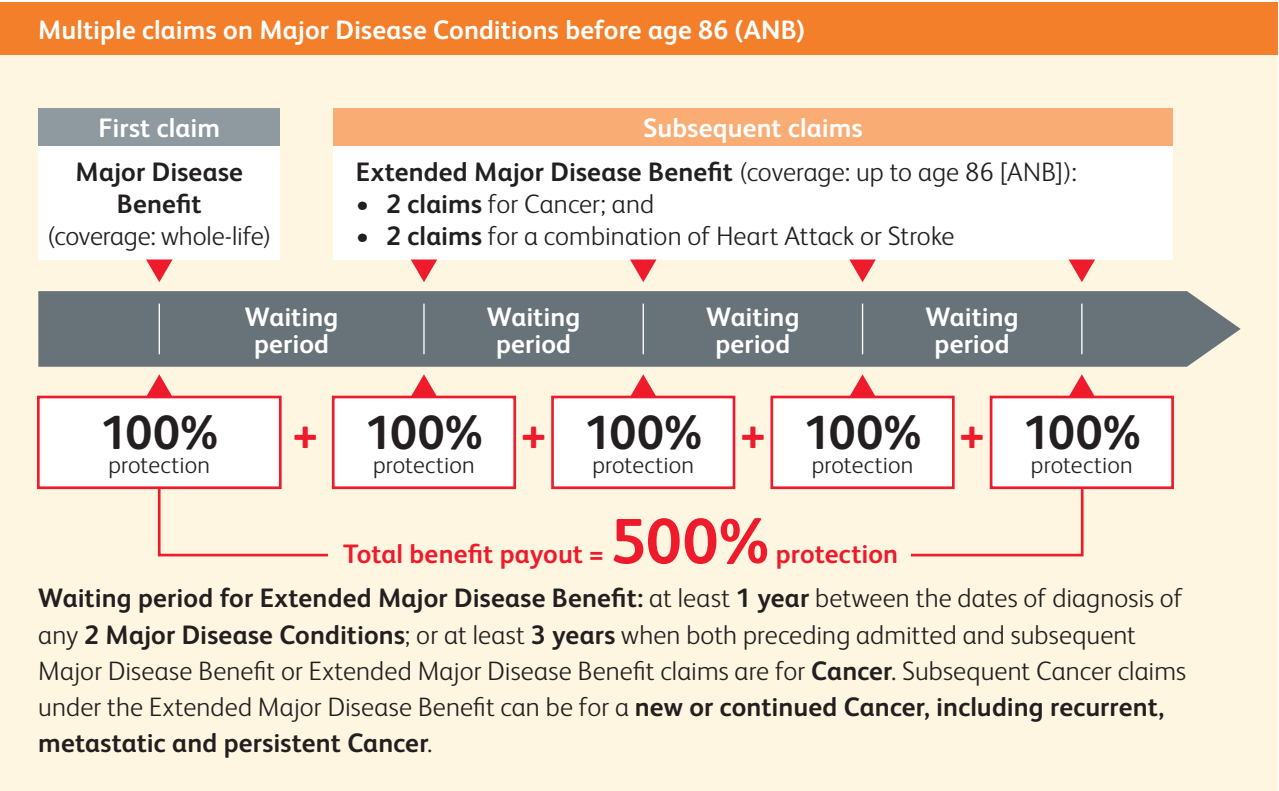 Multiple claims on Major Disease Conditions before age 86 (ANB)
First claim
Major Disease
Benefit
(coverage: whole-life)
Subsequent claims
Extended Major Disease Benefit (coverage: up to age 86 [ANB]):
• 2 claims for Cancer; and
• 2 claims for a combination of Heart Attack or Stroke
Waiting
period
Waiting
period
Waiting
period
Waiting
period
100%
protection
+
100%
protection
+
100%
protection
+
100%
protection
+
100%
protection
Total benefit payout = 500% protection
Waiting period for Extended Major Disease Benefit: at least 1 year between the dates of diagnosis of
any 2 Major Disease Conditions; or at least 3 years when both preceding admitted and subsequent
Major Disease Benefit or Extended Major Disease Benefit claims are for Cancer. Subsequent Cancer claims
under the Extended Major Disease Benefit can be for a new or continued Cancer, including recurrent,
metastatic and persistent Cancer.